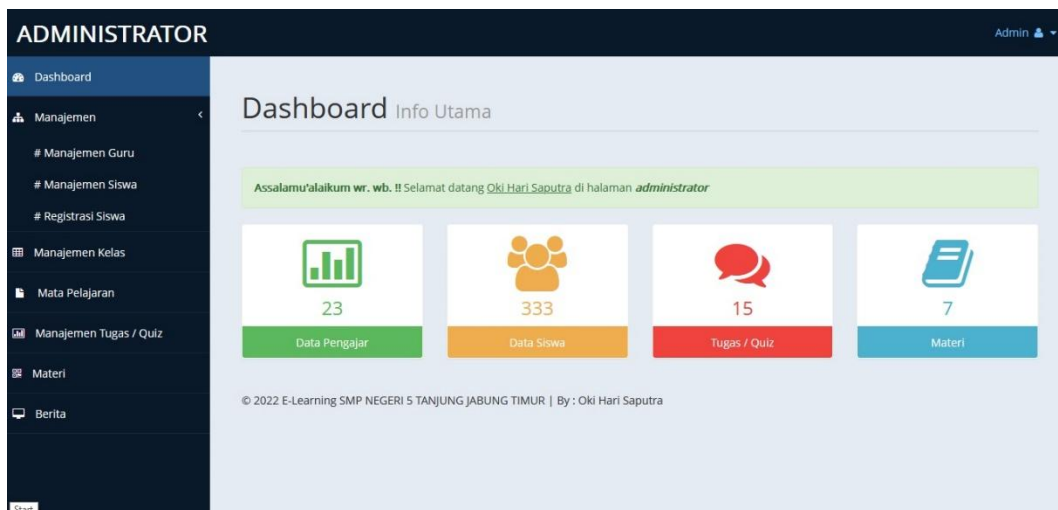 ADMINISTRATOR
Admin
Dashboard
Manajemen
# Manajemen Guru
# Manajemen Siswa
# Registrasi Siswa
Manajemen Kelas
Mata Pelajaran
Manajemen Tugas / Quiz
Materi
Berita
Start
Dashboard Info Utama
Assalamu'alaikum wr. wb. !! Selamat datang Oki Hari Saputra di halaman administrator
23
Data Pengajar
333
Data Siswa
15
Tugas / Quiz
7
Materi
© 2022 E-Learning SMP NEGERI 5 TANJUNG JABUNG TIMUR | By : Oki Hari Saputra